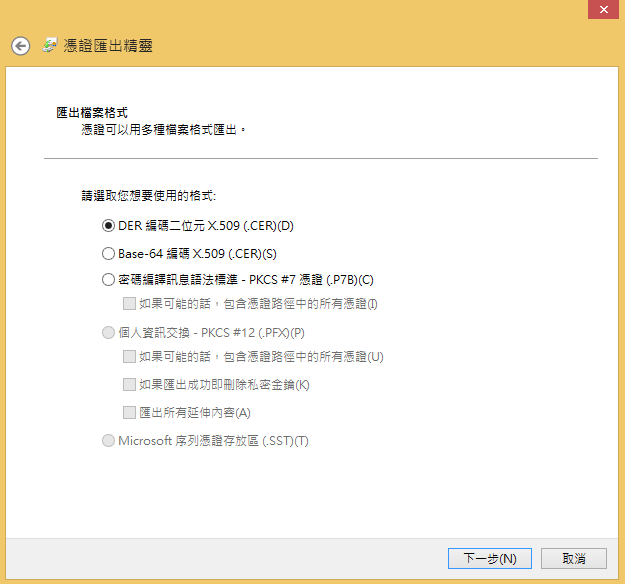 憑證匯出精靈
匯出檔案格式
憑證可以用多種檔案格式匯出。
請選取您想要使用的格式:
DER 編碼二位元 X.509 (.CER)(D)
Base-64 編碼 X.509 (.CER)(S)
密碼編譯訊息語法標準 - PKCS #7 憑證 (.P7B)(C)
如果可能的話，包含憑證路徑中的所有憑證(I)
個人資訊交換 - PKCS #12 (.PFX)(P)
如果可能的話，包含憑證路徑中的所有憑證(U)
如果匯出成功即刪除私密金鑰(K)
匯出所有延伸內容(A)
Microsoft 序列憑證存放區 (.SST)(T)
下一步(N)
取消